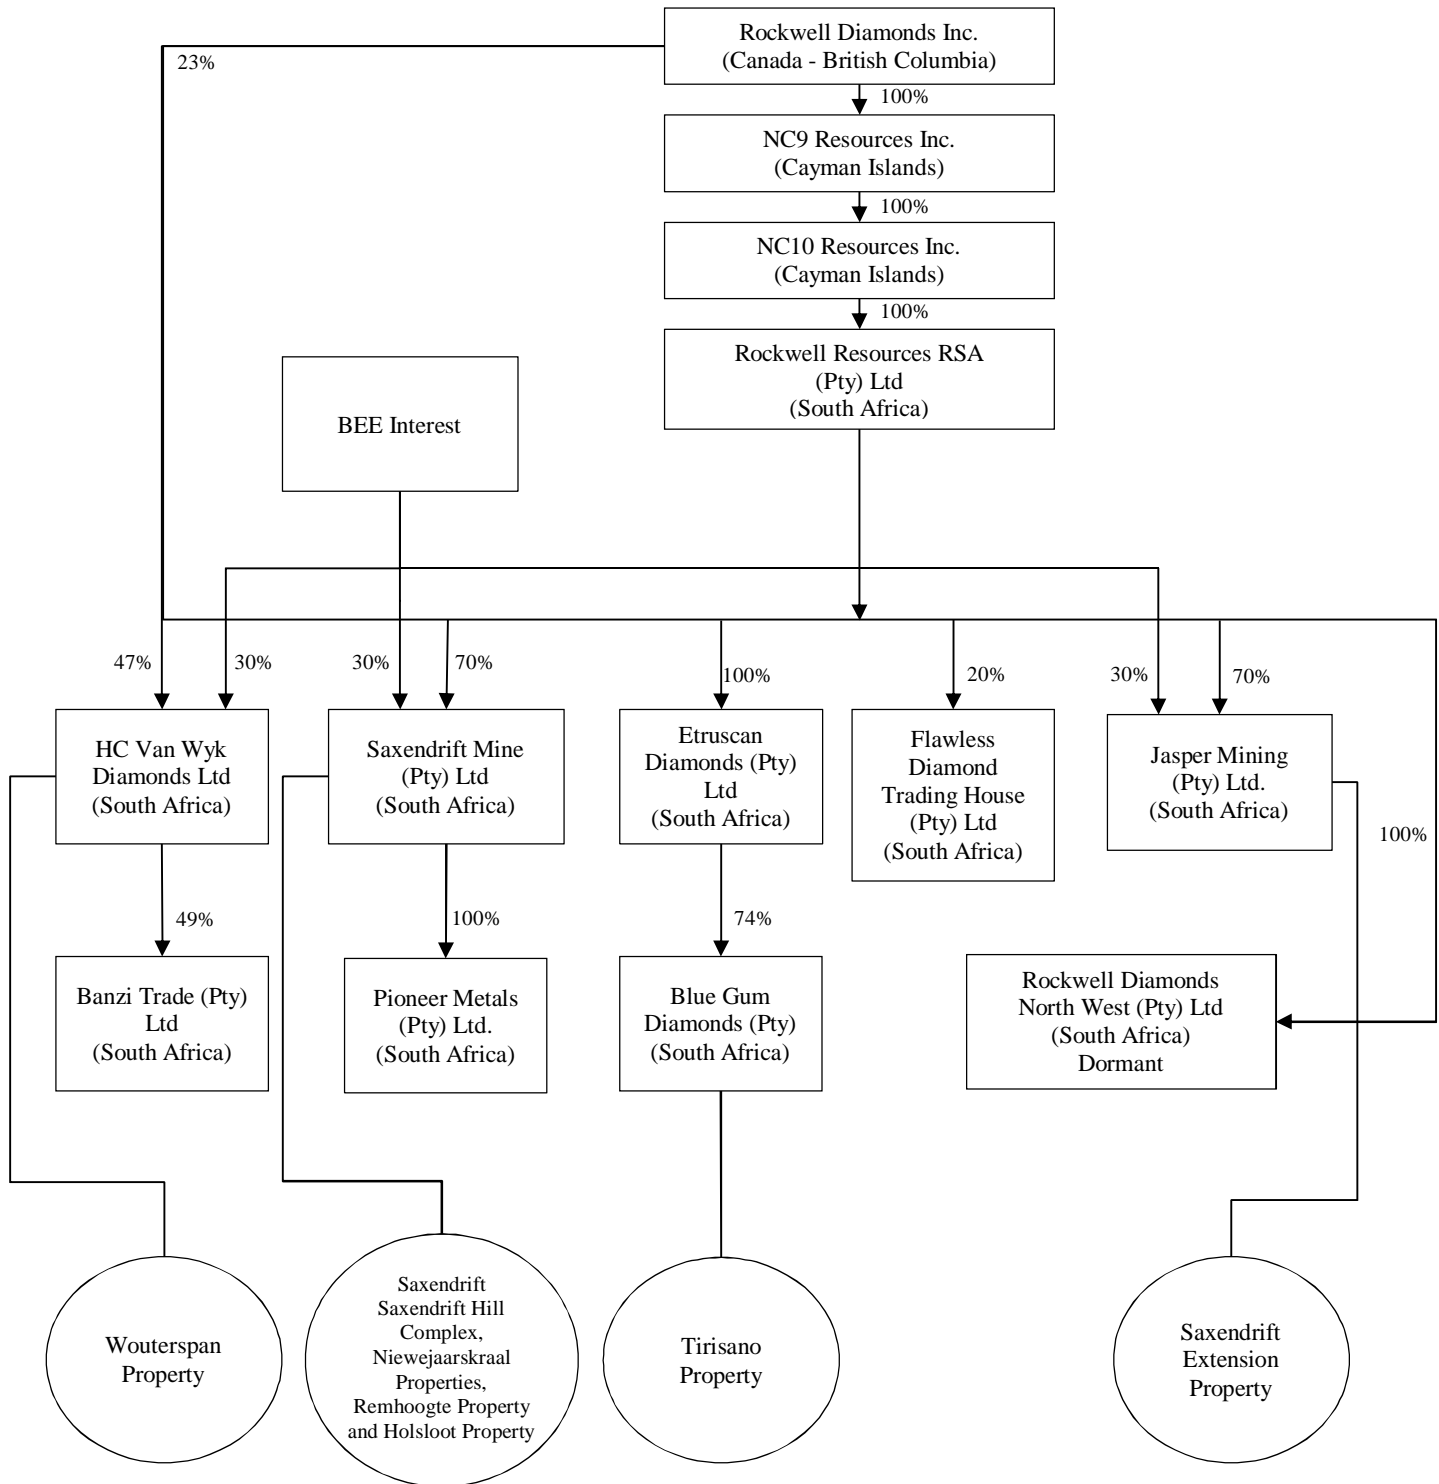 Rockwell Diamonds Inc.
(Canada - British Columbia)
23%
100%
NC9 Resources Inc.
(Cayman Islands)
100%
NC10 Resources Inc.
(Cayman Islands)
100%
Rockwell Resources RSA
(Pty) Ltd
(South Africa)
BEE Interest
47%
30%
30%
70%
100%
20%
30%
70%
HC Van Wyk
Diamonds Ltd
(South Africa)
Saxendrift Mine
(Pty) Ltd
(South Africa)
Etruscan
Diamonds (Pty)
Ltd
(South Africa)
Flawless
Diamond
Trading House
(Pty) Ltd
(South Africa)
Jasper Mining
(Pty) Ltd.
(South Africa)
100%
49%
100%
74%
Banzi Trade (Pty)
Ltd
(South Africa)
Pioneer Metals
(Pty) Ltd.
(South Africa)
Blue Gum
Diamonds (Pty)
(South Africa)
Rockwell Diamonds
North West (Pty) Ltd
(South Africa)
Dormant
Wouterspan
Property
Saxendrift
Saxendrift Hill
Complex,
Niewejaarskraal
Properties,
Remhoogte Property
and Holsloot Property
Tirisano
Property
Saxendrift
Extension
Property